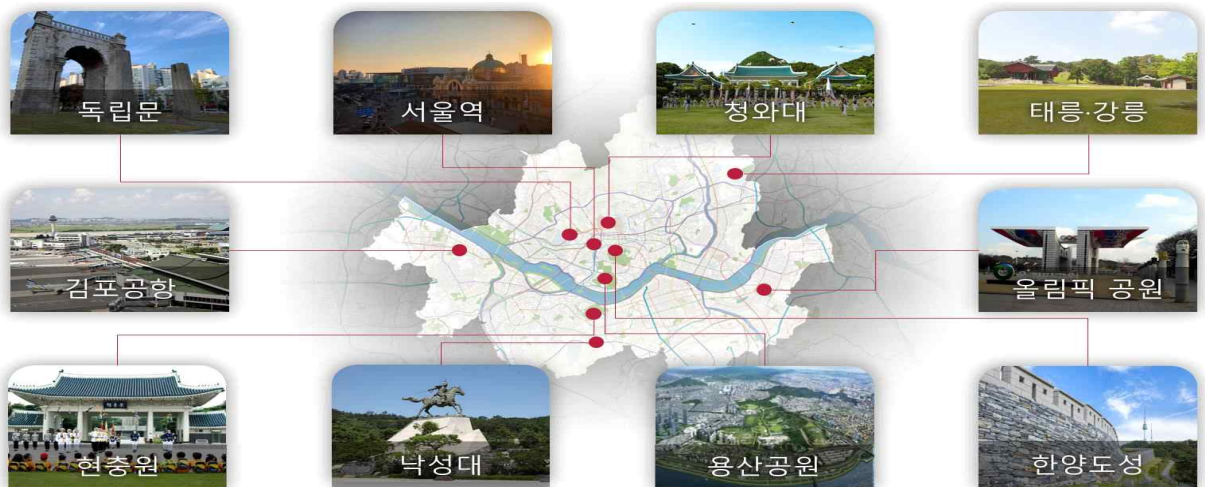 독립문
서울역
청와대
태릉·강릉
김포공항
올림픽 공원
현충원
낙성대
용산공원
한양도성